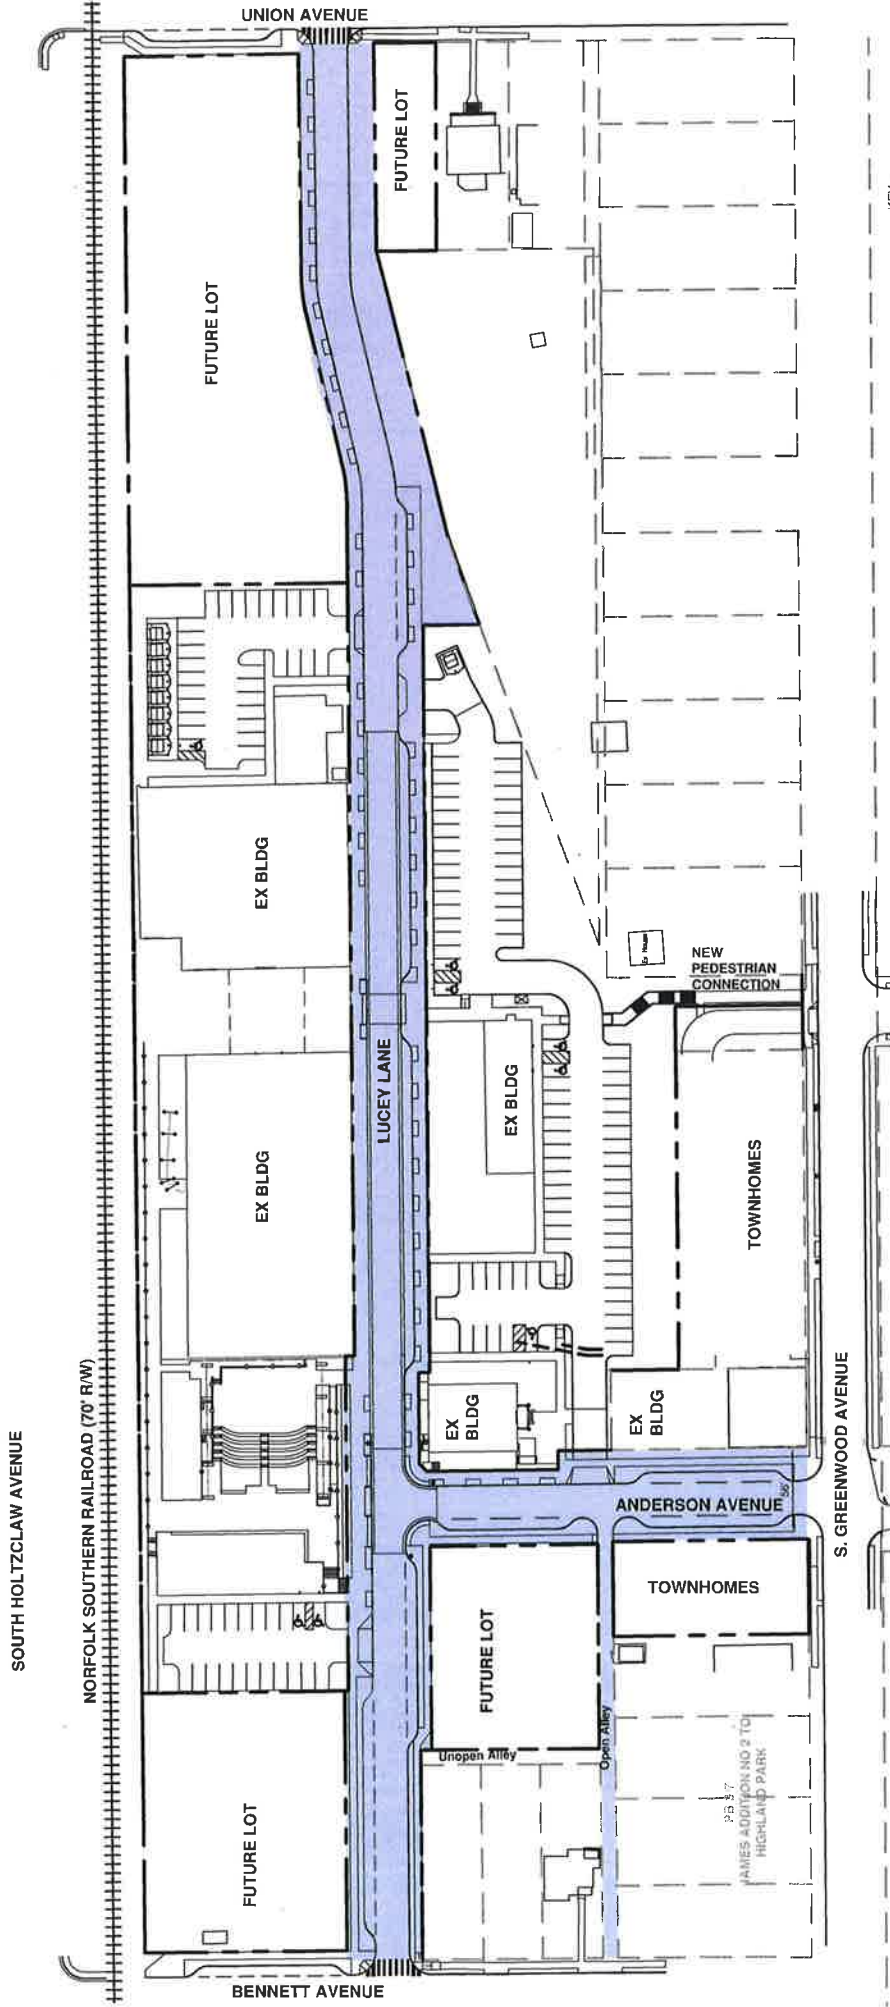 UNION AVENUE
FUTURE LOT
FUTURE LOT
EX BLDG
NEW
PEDESTRIAN
CONNECTION
LUCEY LANE
EX BLDG
EX BLDG
TOWNHOMES
NORFOLK SOUTHERN RAILROAD (70' R/W)
SOUTH HOLTZCLAW AVENUE
EX
BLDG
EX
BLDG
S. GREENWOOD AVENUE
ANDERSON AVENUE
TOWNHOMES
FUTURE LOT
Unopen Alley
Open Alley
JAMES ADDITION NO 2 TO
HIGHLAND PARK
FUTURE LOT
BENNETT AVENUE